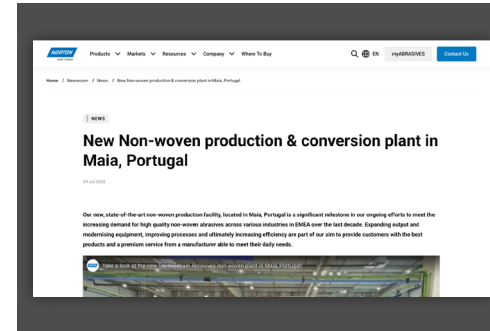 NORTON
Products Markets Resources Company Where To Buy EN myABRASIVES Contact Us
Home / Newsroom / News / New Non-woven production & conversion plant in Maia, Portugal
NEWS
New Non-woven production & conversion plant in
Maia, Portugal
29 Jul 2023
Our new, state-of-the-art non-woven production facility, located in Maia, Portugal is a significant milestone in our ongoing efforts to meet the
increasing demand for high quality non-woven abrasives across various industries in EMEA over the last decade. Expanding output and
modernising equipment, improving processes and ultimately increasing efficiency are part of our aim to provide customers with the best
products and a premium service from a manufacturer able to meet their daily needs.
Take a look at the new Saint-Gobain Abrasives non-woven plant in Maia, Portugal!